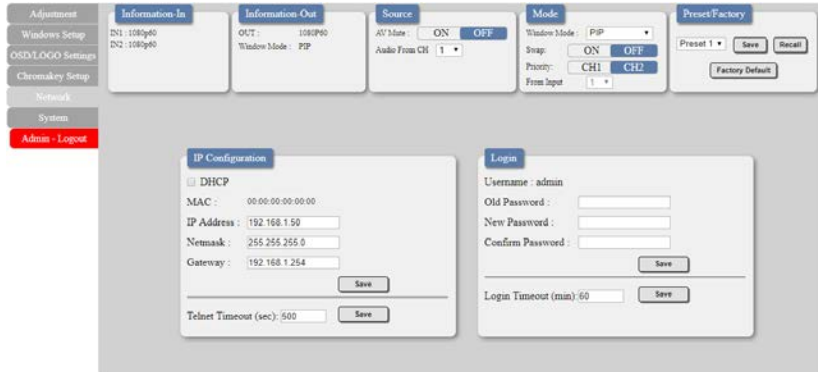 Adjustment
Windows Setup
OSD/LOGO Settings
Chromakey Setup
Network
System
Admin - Logout
Information-In
IN1 : 1080p60
IN2 : 1080p60
Information-Out
OUT : 1080P60
Window Mode : PIP
Source
AV Mute : ON OFF
Audio From CH 1
Mode
Window Mode : PIP
Swap: ON OFF
Priority: CH1 CH2
From Input 1
Preset/Factory
Preset 1 Save Recall
Factory Default
IP Configuration
DHCP
MAC : 00:00:00:00:00:00
IP Address : 192.168.1.50
Netmask : 255.255.255.0
Gateway : 192.168.1.254
Save
Telnet Timeout (sec): 500 Save
Login
Username : admin
Old Password :
New Password :
Confirm Password :
Save
Login Timeout (min): 60 Save